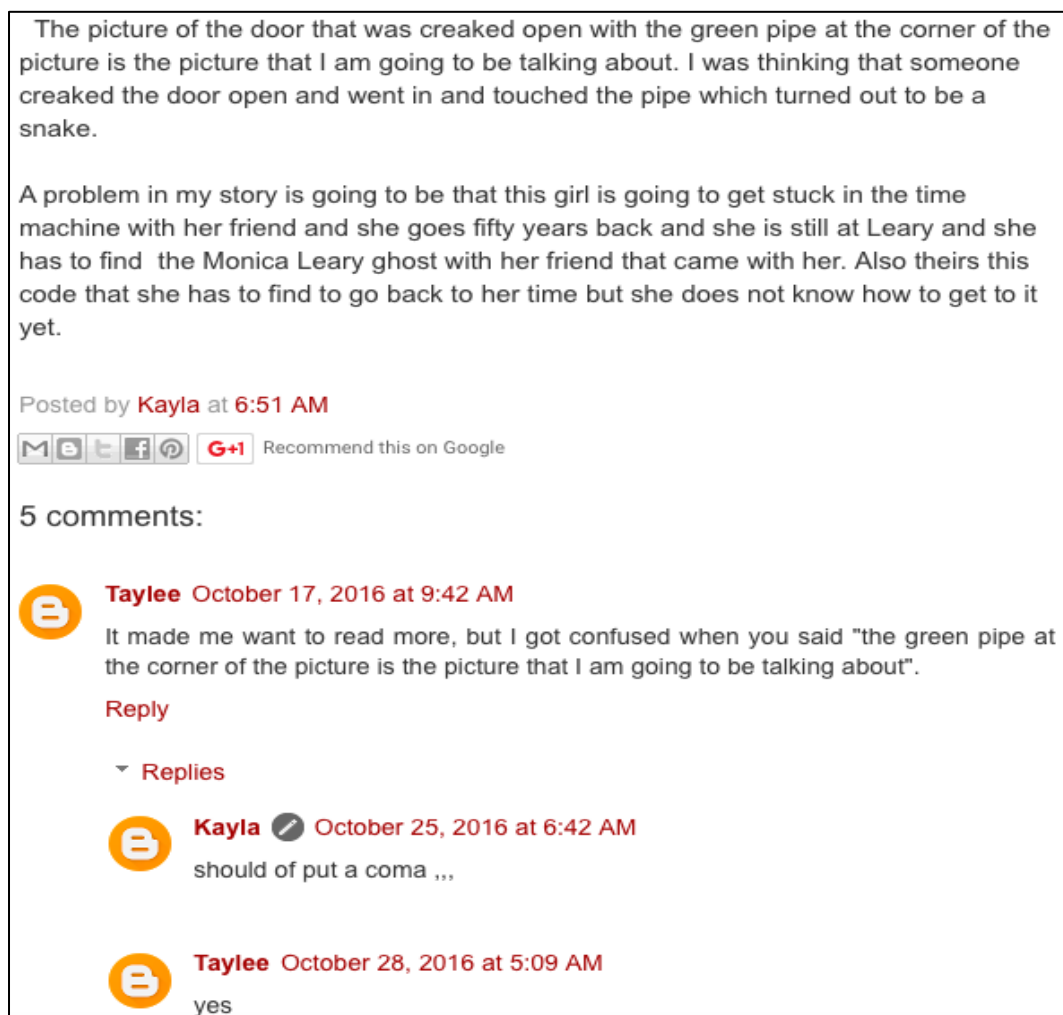 The picture of the door that was creaked open with the green pipe at the corner of the
picture is the picture that I am going to be talking about. I was thinking that someone
creaked the door open and went in and touched the pipe which turned out to be a
snake.
A problem in my story is going to be that this girl is going to get stuck in the time
machine with her friend and she goes fifty years back and she is still at Leary and she
has to find  the Monica Leary ghost with her friend that came with her. Also theirs this
code that she has to find to go back to her time but she does not know how to get to it
yet.
Posted by Kayla at 6:51 AM
G+1 Recommend this on Google
5 comments:
Taylee October 17, 2016 at 9:42 AM
It made me want to read more, but I got confused when you said "the green pipe at
the corner of the picture is the picture that I am going to be talking about".
Reply
Replies
Kayla October 25, 2016 at 6:42 AM
should of put a coma ,,,
Taylee October 28, 2016 at 5:09 AM
yes